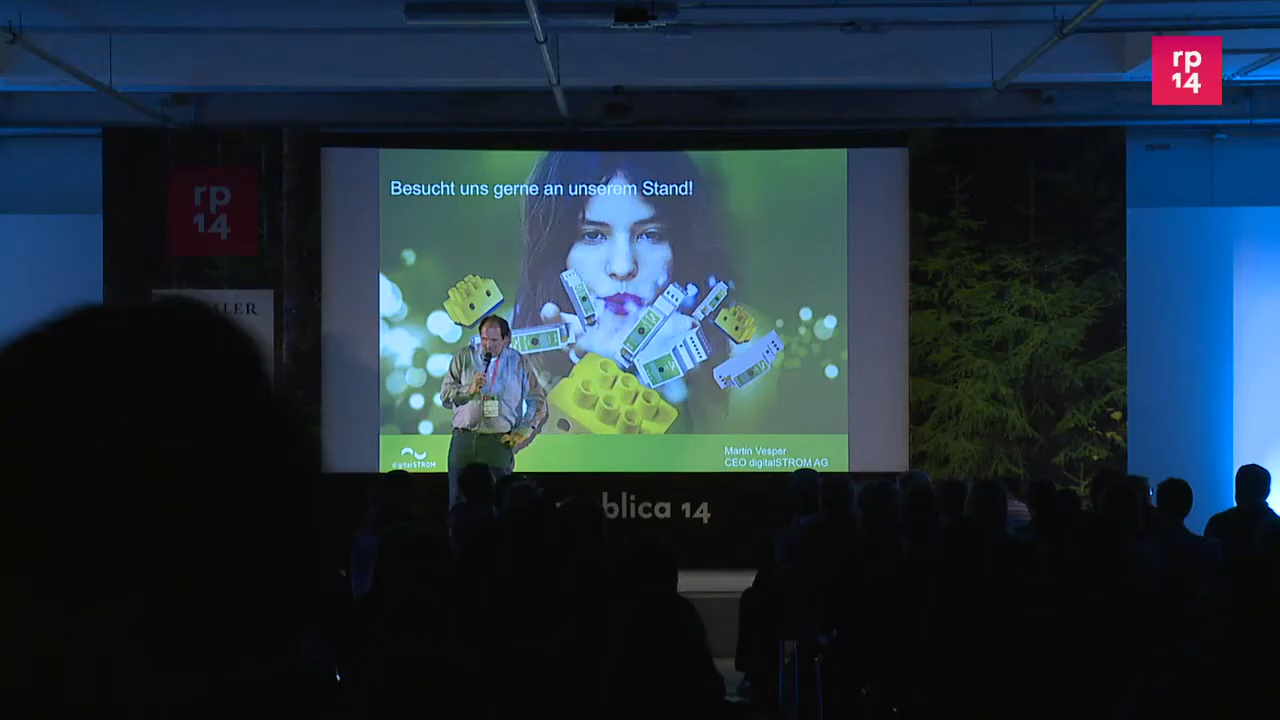 rp
14
rp
14
Besucht uns gerne an unserem Stand!
digitalSTROM
Martin Vesper
CEO digitalSTROM AG
blica 14